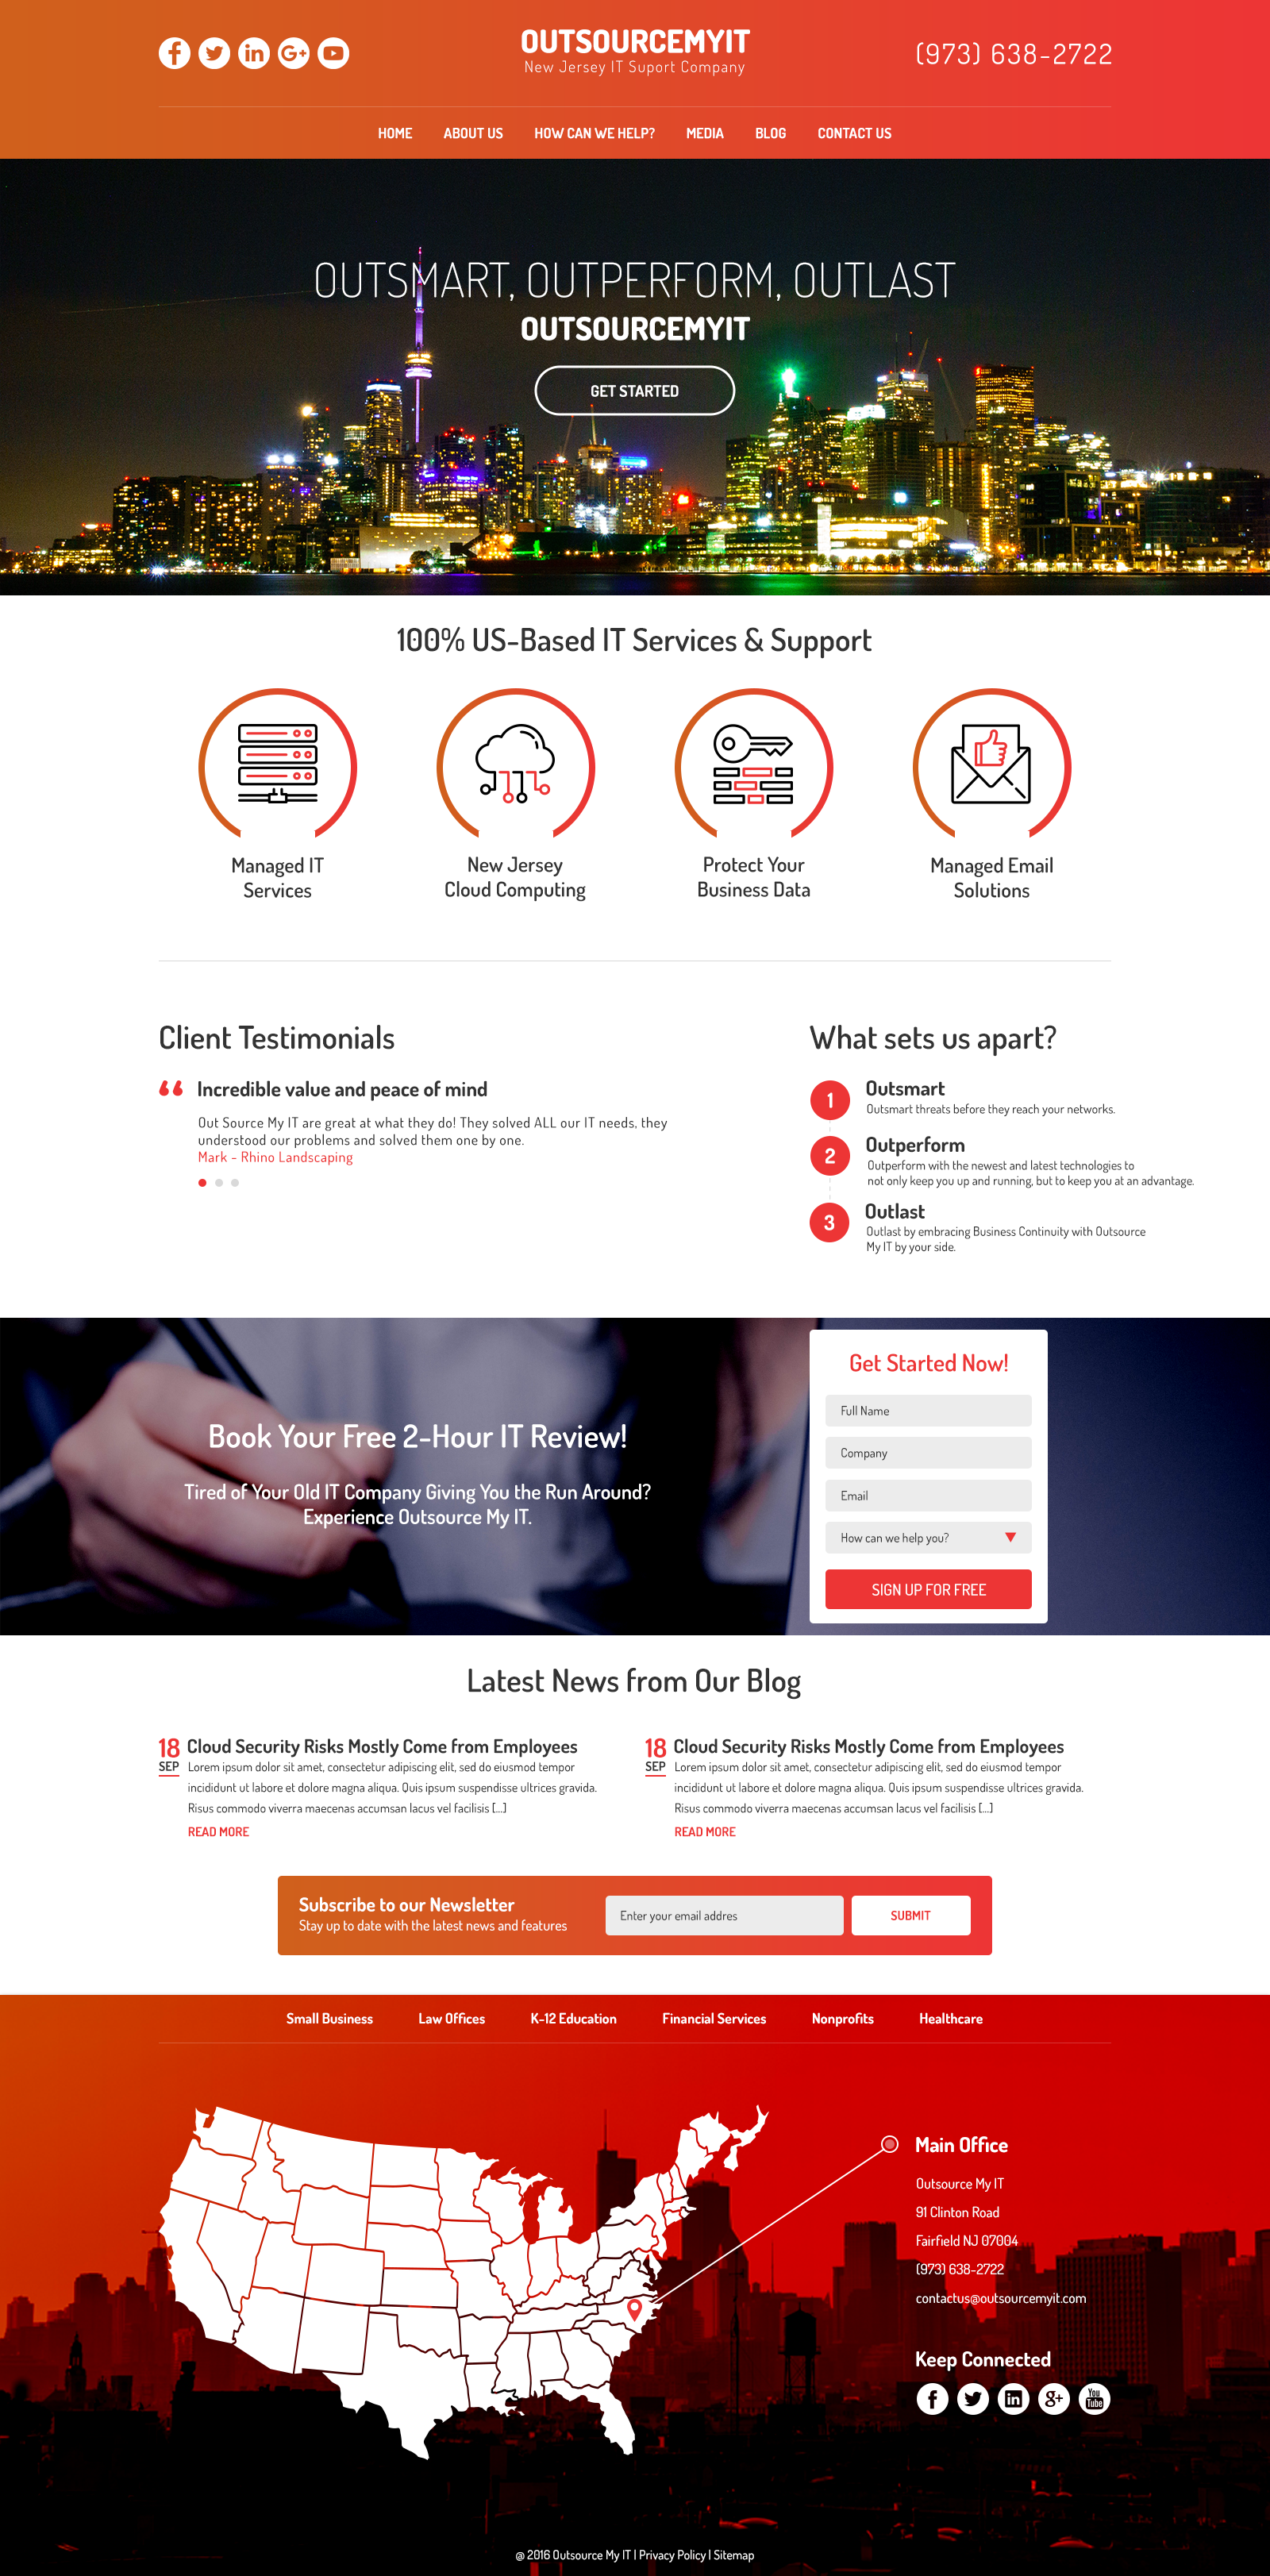 OUTSOURCEMYIT
New Jersey IT Suport Company
(973) 638-2722
HOME ABOUT US HOW CAN WE HELP? MEDIA BLOG CONTACT US
OUTSMART, OUTPERFORM, OUTLAST
OUTSOURCEMYIT
GET STARTED
100% US-Based IT Services & Support
Managed IT
Services
New Jersey
Cloud Computing
Protect Your
Business Data
Managed Email
Solutions
Client Testimonials
Incredible value and peace of mind
Out Source My IT are great at what they do! They solved ALL our IT needs, they
understood our problems and solved them one by one.
Mark - Rhino Landscaping
What sets us apart?
1 Outsmart
Outsmart threats before they reach your networks.
2 Outperform
Outperform with the newest and latest technologies to
not only keep you up and running, but to keep you at an advantage.
3 Outlast
Outlast by embracing Business Continuity with Outsource
My IT by your side.
Book Your Free 2-Hour IT Review!
Tired of Your Old IT Company Giving You the Run Around?
Experience Outsource My IT.
Get Started Now!
Full Name
Company
Email
How can we help you?
SIGN UP FOR FREE
Latest News from Our Blog
18
SEP
Cloud Security Risks Mostly Come from Employees
Lorem ipsum dolor sit amet, consectetur adipiscing elit, sed do eiusmod tempor
incididunt ut labore et dolore magna aliqua. Quis ipsum suspendisse ultrices gravida.
Risus commodo viverra maecenas accumsan lacus vel facilisis [...]
READ MORE
18
SEP
Cloud Security Risks Mostly Come from Employees
Lorem ipsum dolor sit amet, consectetur adipiscing elit, sed do eiusmod tempor
incididunt ut labore et dolore magna aliqua. Quis ipsum suspendisse ultrices gravida.
Risus commodo viverra maecenas accumsan lacus vel facilisis [...]
READ MORE
Subscribe to our Newsletter
Stay up to date with the latest news and features
Enter your email addres
SUBMIT
Small Business Law Offices K-12 Education Financial Services Nonprofits Healthcare
Main Office
Outsource My IT
91 Clinton Road
Fairfield NJ 07004
(973) 638-2722
contactus@outsourcemyit.com
Keep Connected
You
Tube
@ 2016 Outsource My IT | Privacy Policy | Sitemap